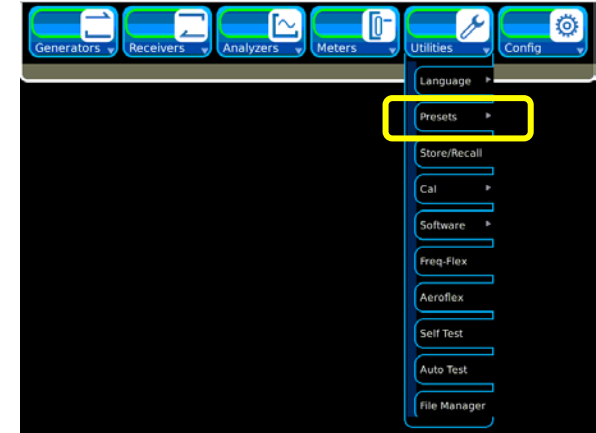 Generators
Receivers
Analyzers
Meters
Utilities
Config
Language
Presets
Store/Recall
Cal
Software
Freq-Flex
Aeroflex
Self Test
Auto Test
File Manager